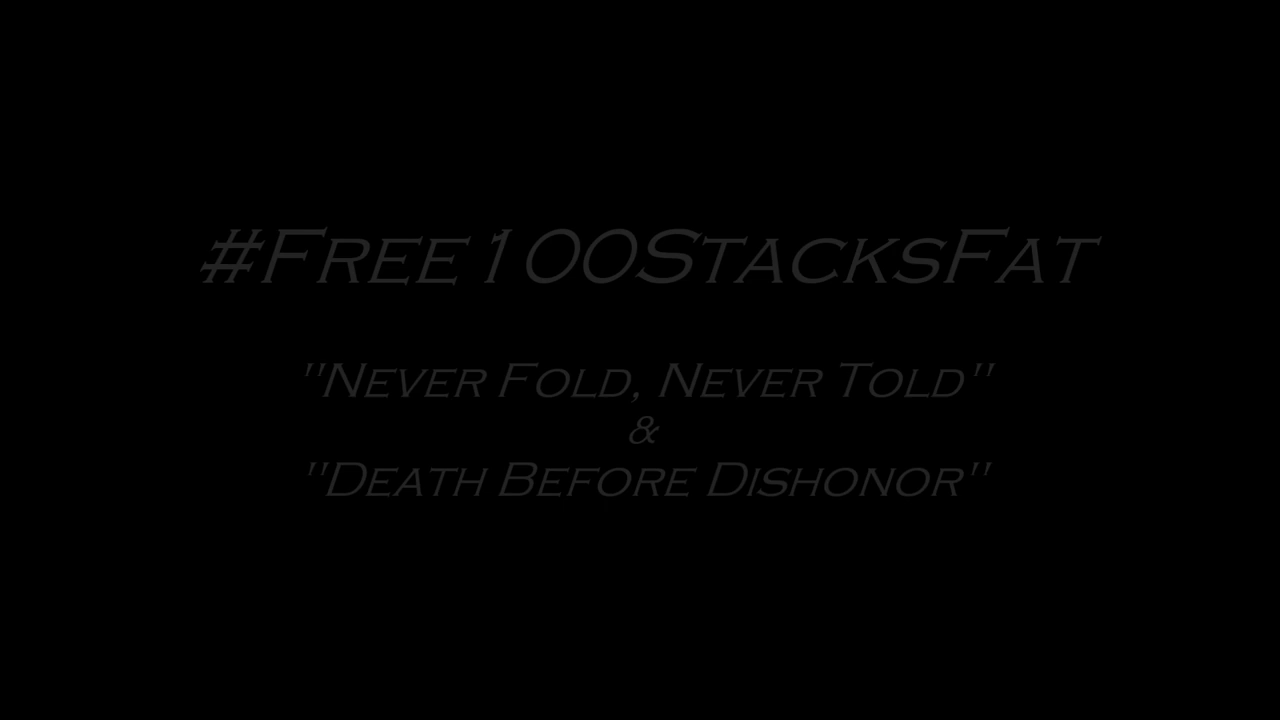 #Free100StacksFat
"Never Fold, Never Told"
&
"Death Before Dishonor"